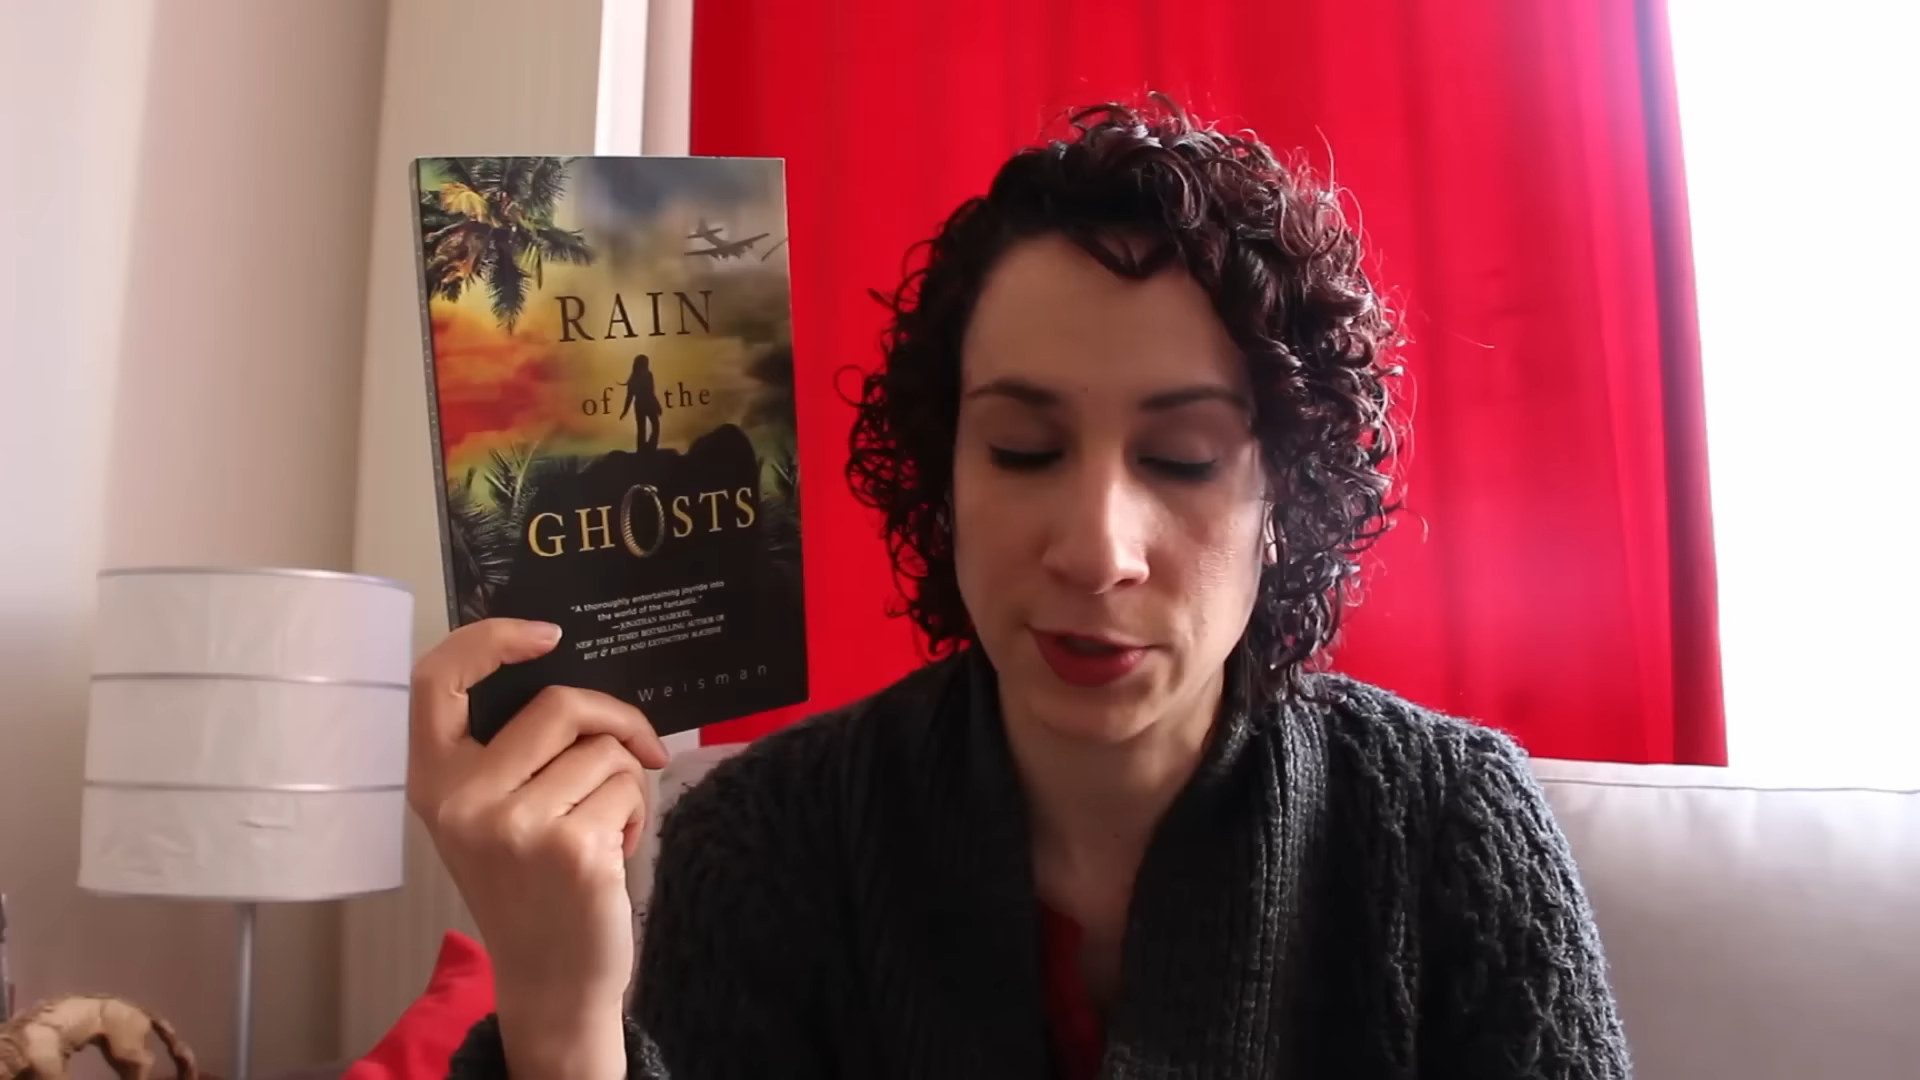 RAIN
of the
GHOSTS
"A thoroughly entertaining joyride into
the world of the fantastic."
—JONATHAN MABERRY,
NEW YORK TIMES BESTSELLING AUTHOR OF
ROT & RUIN AND EXTINCTION MACHINE
Weisman